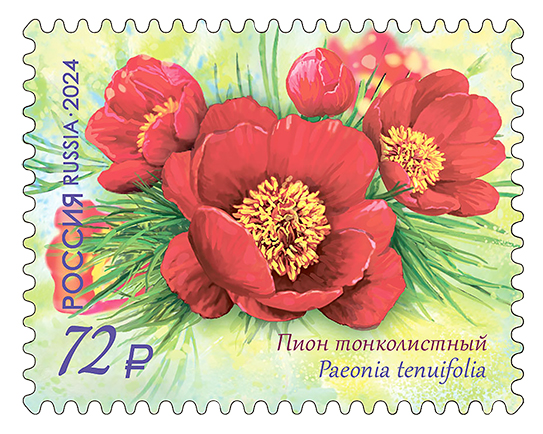 РОССИЯ RUSSIA · 2024
72 ₽
Пион тонколистный
Paeonia tenuifolia